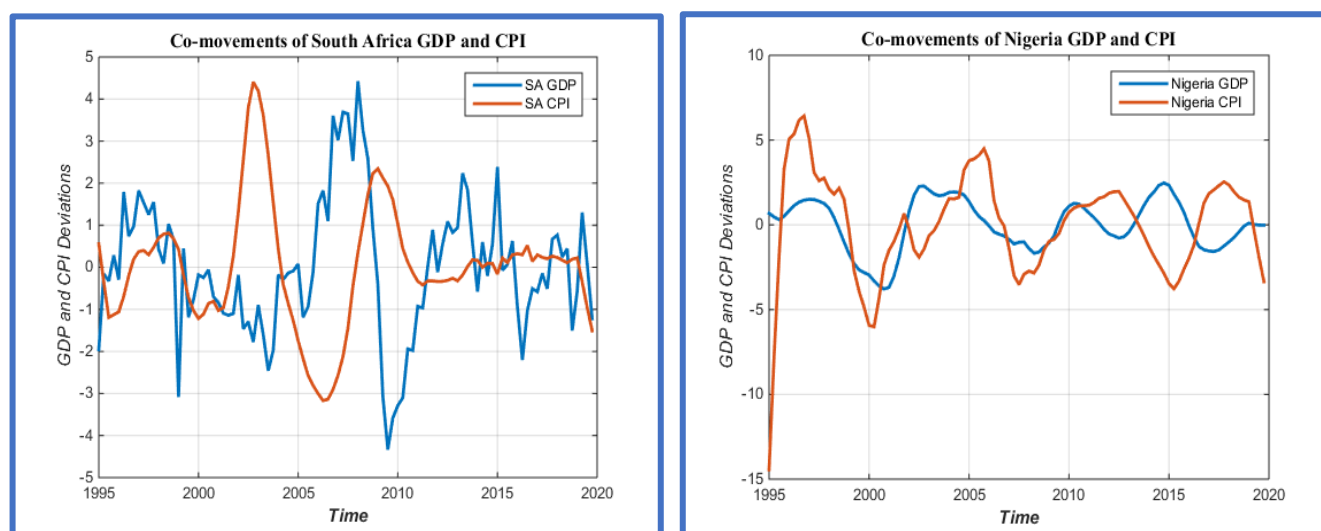 Co-movements of South Africa GDP and CPI
5
4
3
2
1
0
-1
-2
-3
-4
-5
GDP and CPI Deviations
SA GDP
SA CPI
1995 2000 2005 2010 2015 2020
Time
Co-movements of Nigeria GDP and CPI
10
5
0
-5
-10
-15
GDP and CPI Deviations
Nigeria GDP
Nigeria CPI
1995 2000 2005 2010 2015 2020
Time